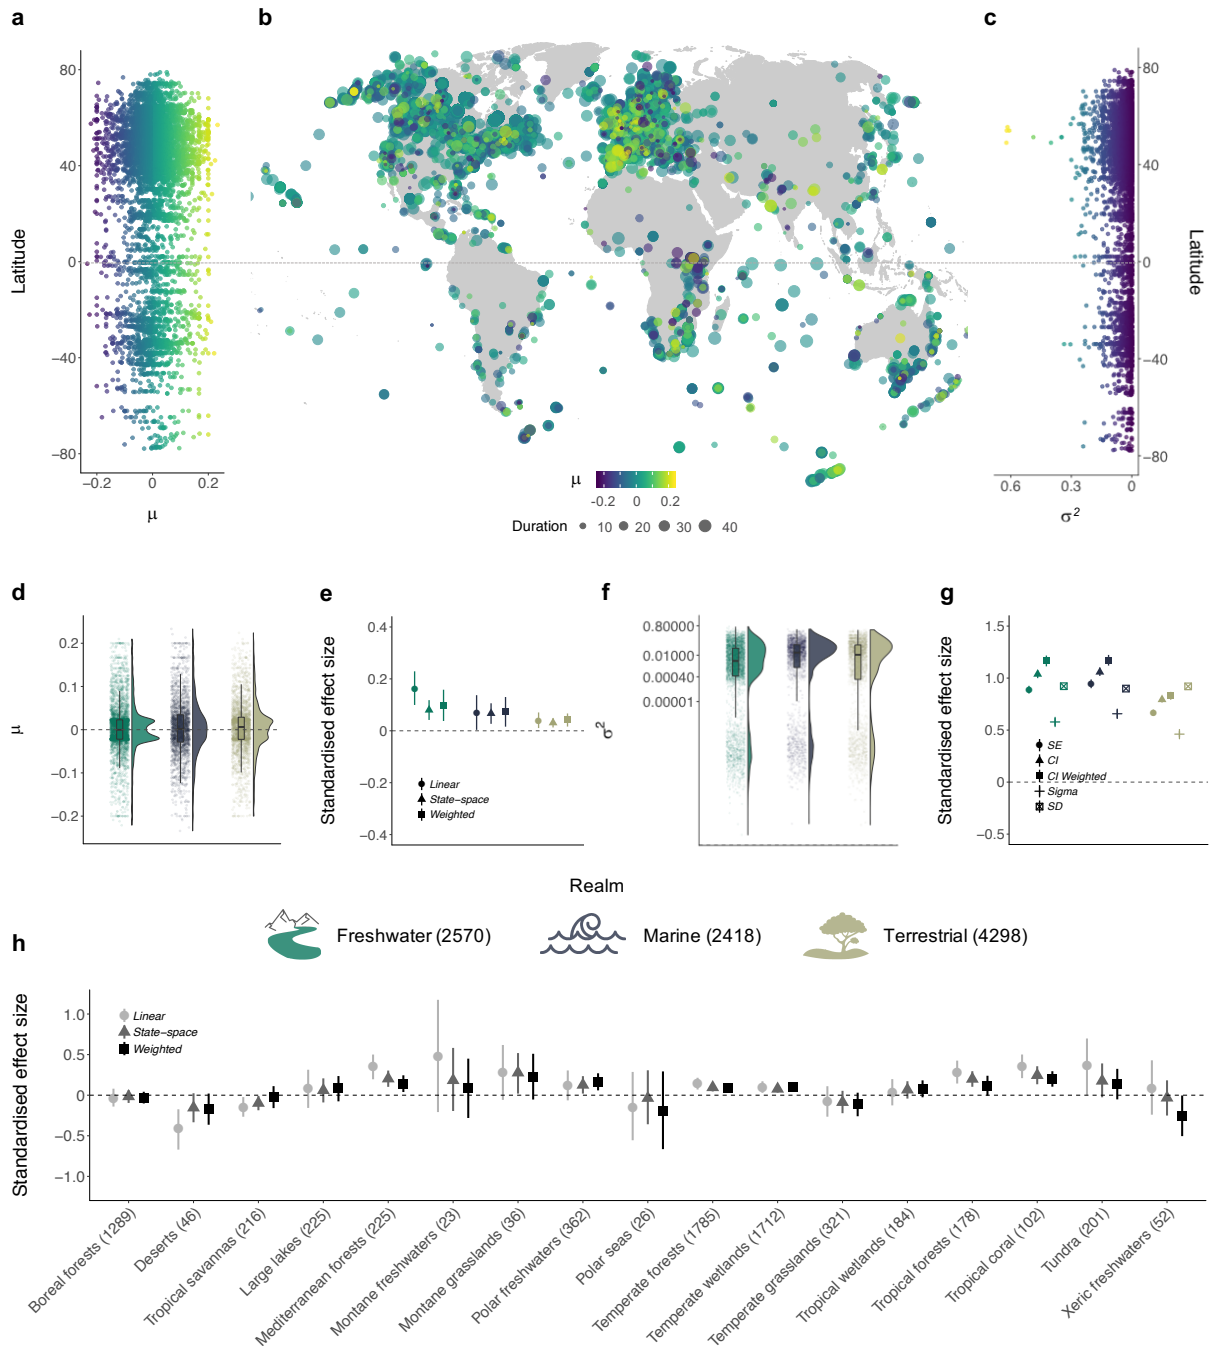 a
b
c
80
40
0
−40
−80
Latitude
−0.2
0
0.2
μ
μ
-0.2
0
0.2
Duration
10
20
30
40
80
40
0
−40
−80
Latitude
0.6
0.3
0
σ²
d
e
f
g
0.2
0.1
0
−0.1
−0.2
μ
Standardised effect size
0.4
0.2
0
−0.2
−0.4
Linear
State−space
Weighted
σ²
0.80000
0.01000
0.00040
0.00001
Standardised effect size
1.5
1.0
0.5
0
−0.5
SE
CI
CI Weighted
Sigma
SD
Realm
Freshwater (2570)
Marine (2418)
Terrestrial (4298)
h
Standardised effect size
1.0
0.5
0
−0.5
−1.0
Linear
State−space
Weighted
Boreal forests (1289)
Deserts (46)
Tropical savannas (216)
Large lakes (225)
Mediterranean forests (225)
Montane freshwaters (23)
Montane grasslands (36)
Polar freshwaters (362)
Polar seas (26)
Temperate forests (1785)
Temperate wetlands (1712)
Temperate grasslands (321)
Tropical wetlands (184)
Tropical forests (178)
Tropical coral (102)
Tundra (201)
Xeric freshwaters (52)